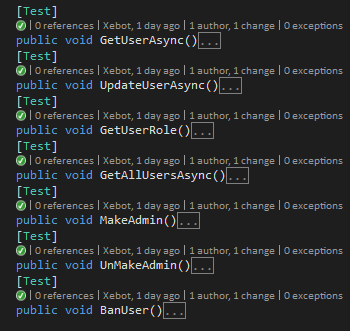 [Test]
| 0 references | Xebot, 1 day ago | 1 author, 1 change | 0 exceptions
public void GetUserAsync()...
[Test]
| 0 references | Xebot, 1 day ago | 1 author, 1 change | 0 exceptions
public void UpdateUserAsync()...
[Test]
| 0 references | Xebot, 1 day ago | 1 author, 1 change | 0 exceptions
public void GetUserRole()...
[Test]
| 0 references | Xebot, 1 day ago | 1 author, 1 change | 0 exceptions
public void GetAllUsersAsync()...
[Test]
| 0 references | Xebot, 1 day ago | 1 author, 1 change | 0 exceptions
public void MakeAdmin()...
[Test]
| 0 references | Xebot, 1 day ago | 1 author, 1 change | 0 exceptions
public void UnMakeAdmin()...
[Test]
| 0 references | Xebot, 1 day ago | 1 author, 1 change | 0 exceptions
public void BanUser()...